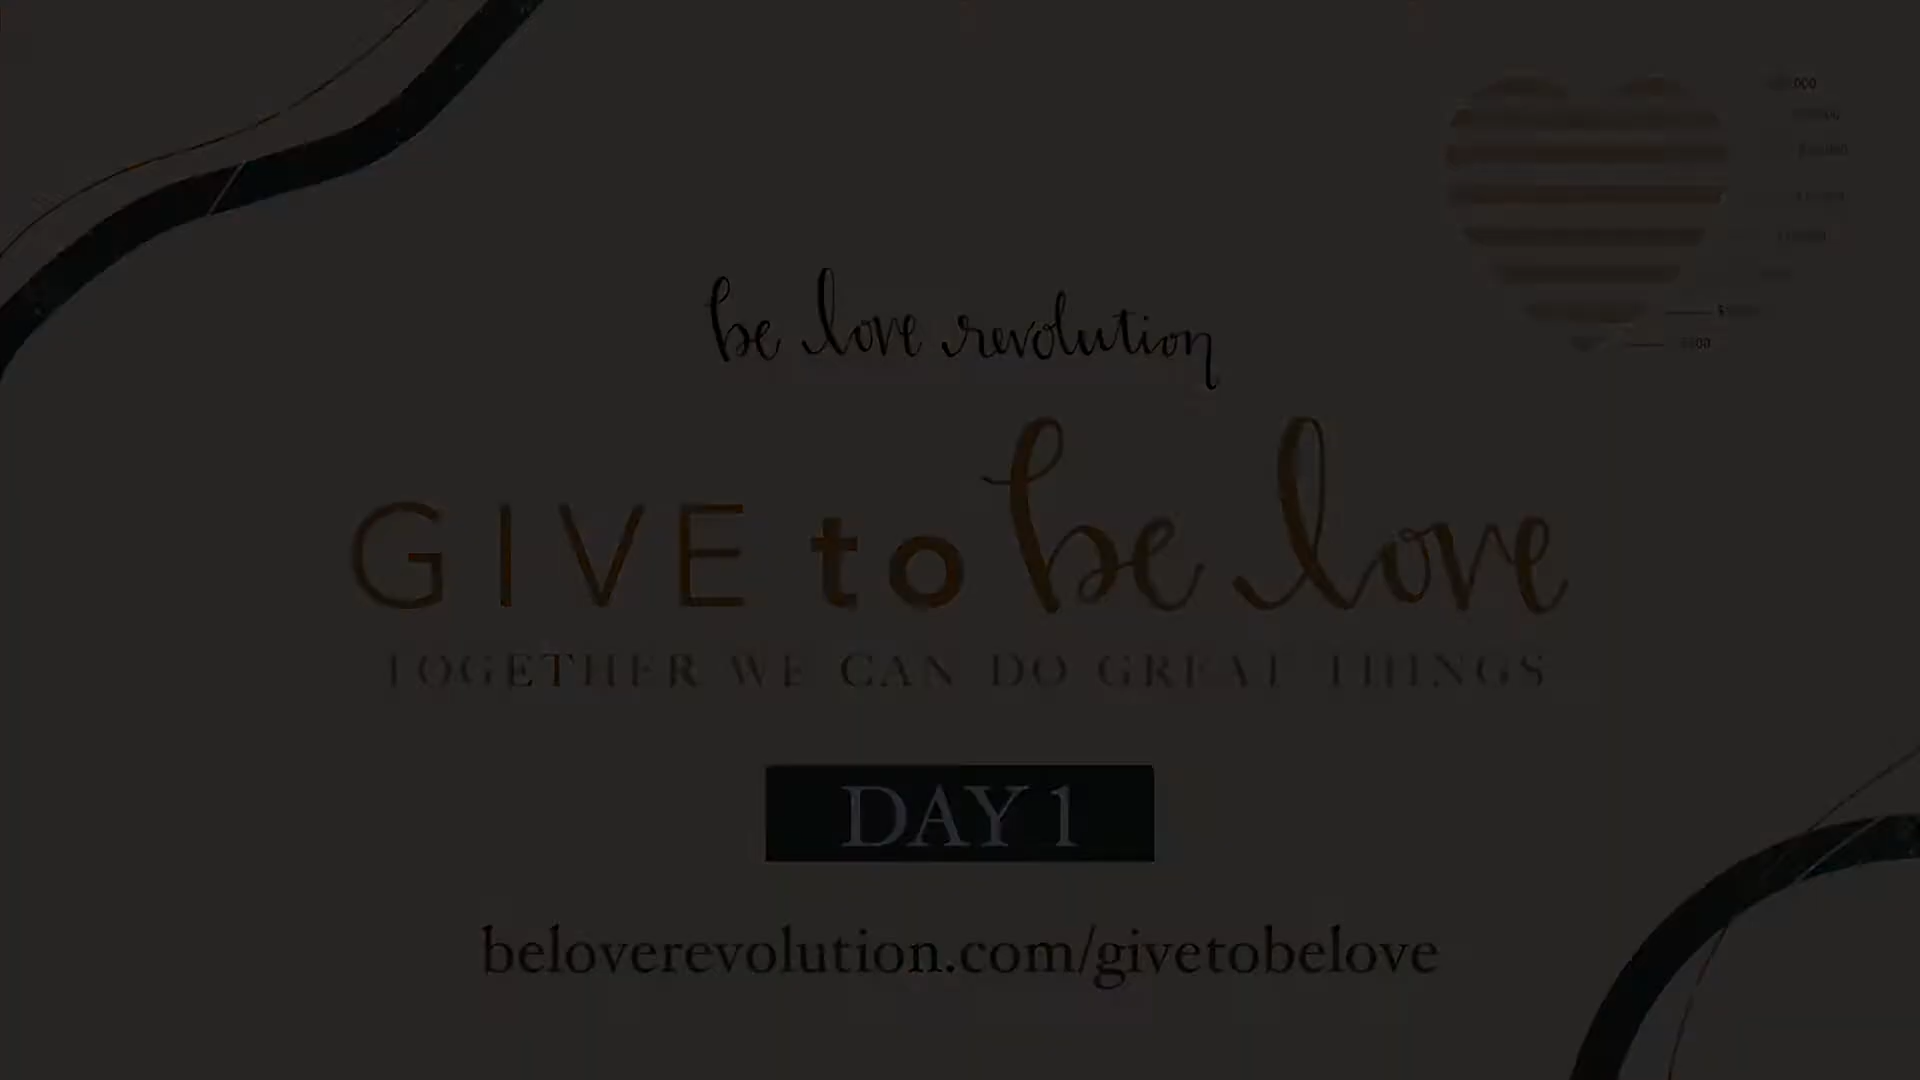 be love revolution
GIVE to be love
TOGETHER WE CAN DO GREAT THINGS
DAY 1
beloverevolution.com/givetobelove